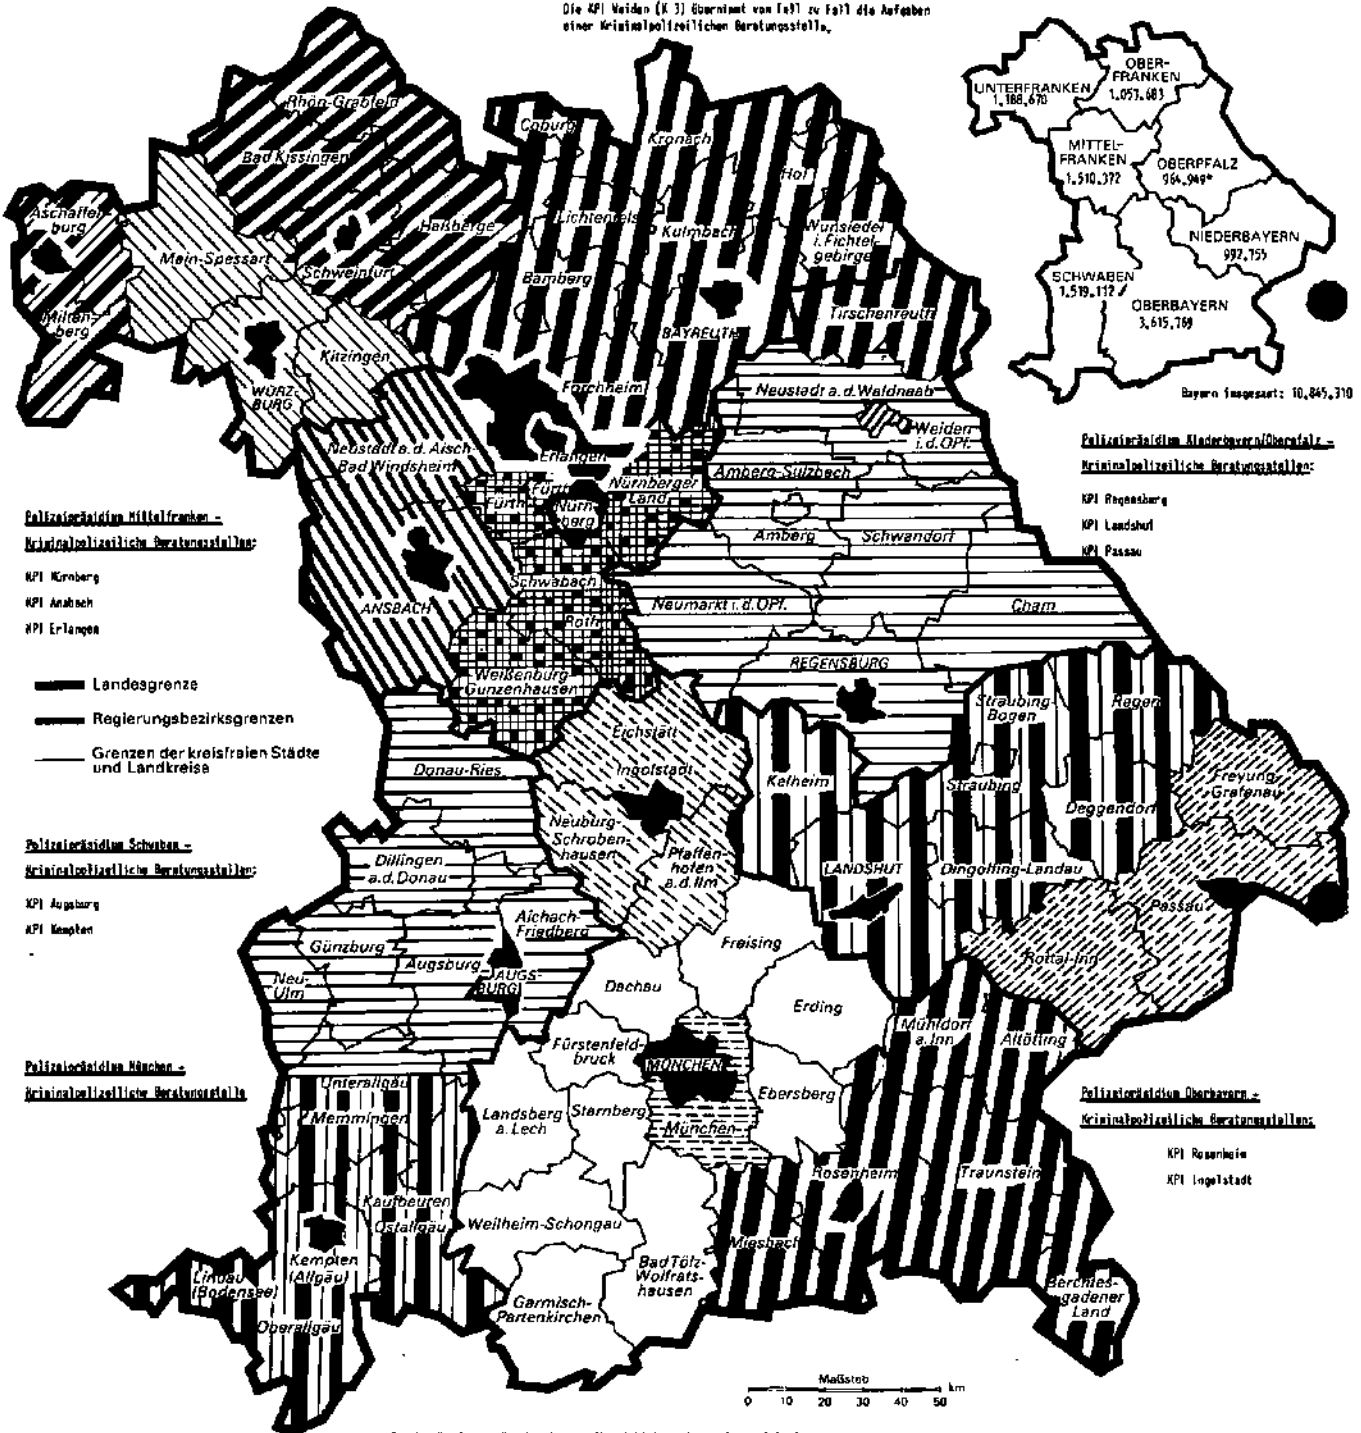 Die KPI Weiden (K 3) übernimmt von Fall zu Fall die Aufgaben
einer Kriminalpolizeilichen Beratungsstelle.
UNTERFRANKEN
1.188.670
OBER-
FRANKEN
1.053.683
MITTEL-
FRANKEN
1.510.372
OBERPFALZ
964.949*
NIEDERBAYERN
992.755
SCHWABEN
1.519.112
OBERBAYERN
3.615.769
Bayern insgesamt: 10.845.310
Rhön-Grabfeld
Bad Kissingen
Aschaffen-
burg
Main-Spessart
Schweinfurt
Haßberge
Milten-
berg
WÜRZ-
BURG
Kitzingen
Coburg
Kronach
Hof
Lichtenfels
Kulmbach
Wunsiedel
i. Fichtel-
gebirge
Bamberg
BAYREUTH
Tirschenreuth
Forchheim
Neustadt a.d. Waldnaab
Weiden
i.d. OPf.
Neustadt a.d. Aisch-
Bad Windsheim
Erlangen
Fürth
Fürth
Nürn-
berg
Nürnberger
Land
Amberg-Sulzbach
Amberg
Schwandorf
ANSBACH
Schwabach
Roth
Neumarkt i.d. OPf.
Cham
Weißenburg-
Gunzenhausen
REGENSBURG
Polizeipräsidium Mittelfranken -
Kriminalpolizeiliche Beratungsstellen:
KPI Nürnberg
KPI Ansbach
KPI Erlangen
Polizeipräsidium Niederbayern/Oberpfalz -
Kriminalpolizeiliche Beratungsstellen:
KPI Regensburg
KPI Landshut
KPI Passau
Landesgrenze
Regierungsbezirksgrenzen
Grenzen der kreisfreien Städte
und Landkreise
Donau-Ries
Eichstätt
Ingolstadt
Neuburg-
Schroben-
hausen
Pfaffen-
hofen
a.d. Ilm
Kelheim
Straubing-
Bogen
Regen
Straubing
Deggendorf
Freyung-
Grafenau
LANDSHUT
Dingolfing-Landau
Passau
Rottal-Inn
Polizeipräsidium Schwaben -
Kriminalpolizeiliche Beratungsstellen:
KPI Augsburg
KPI Kempten
Dillingen
a.d. Donau
Aichach-
Friedberg
Günzburg
Augsburg
AUGS-
BURG
Neu-
Ulm
Freising
Dachau
Erding
Mühldorf
a. Inn
Altötting
Fürstenfeld-
bruck
MÜNCHEN
Ebersberg
Landsberg
a. Lech
Starnberg
München
Polizeipräsidium München -
Kriminalpolizeiliche Beratungsstelle
Polizeipräsidium Oberbayern -
Kriminalpolizeiliche Beratungsstellen:
KPI Rosenheim
KPI Ingolstadt
Unterallgäu
Memmingen
Kaufbeuren
Ostallgäu
Kempten
(Allgäu)
Lindau
(Bodensee)
Oberallgäu
Weilheim-Schongau
Garmisch-
Partenkirchen
Bad Tölz-
Wolfrats-
hausen
Miesbach
Rosenheim
Traunstein
Berchtes-
gadener
Land
Maßstab
0 10 20 30 40 50 km